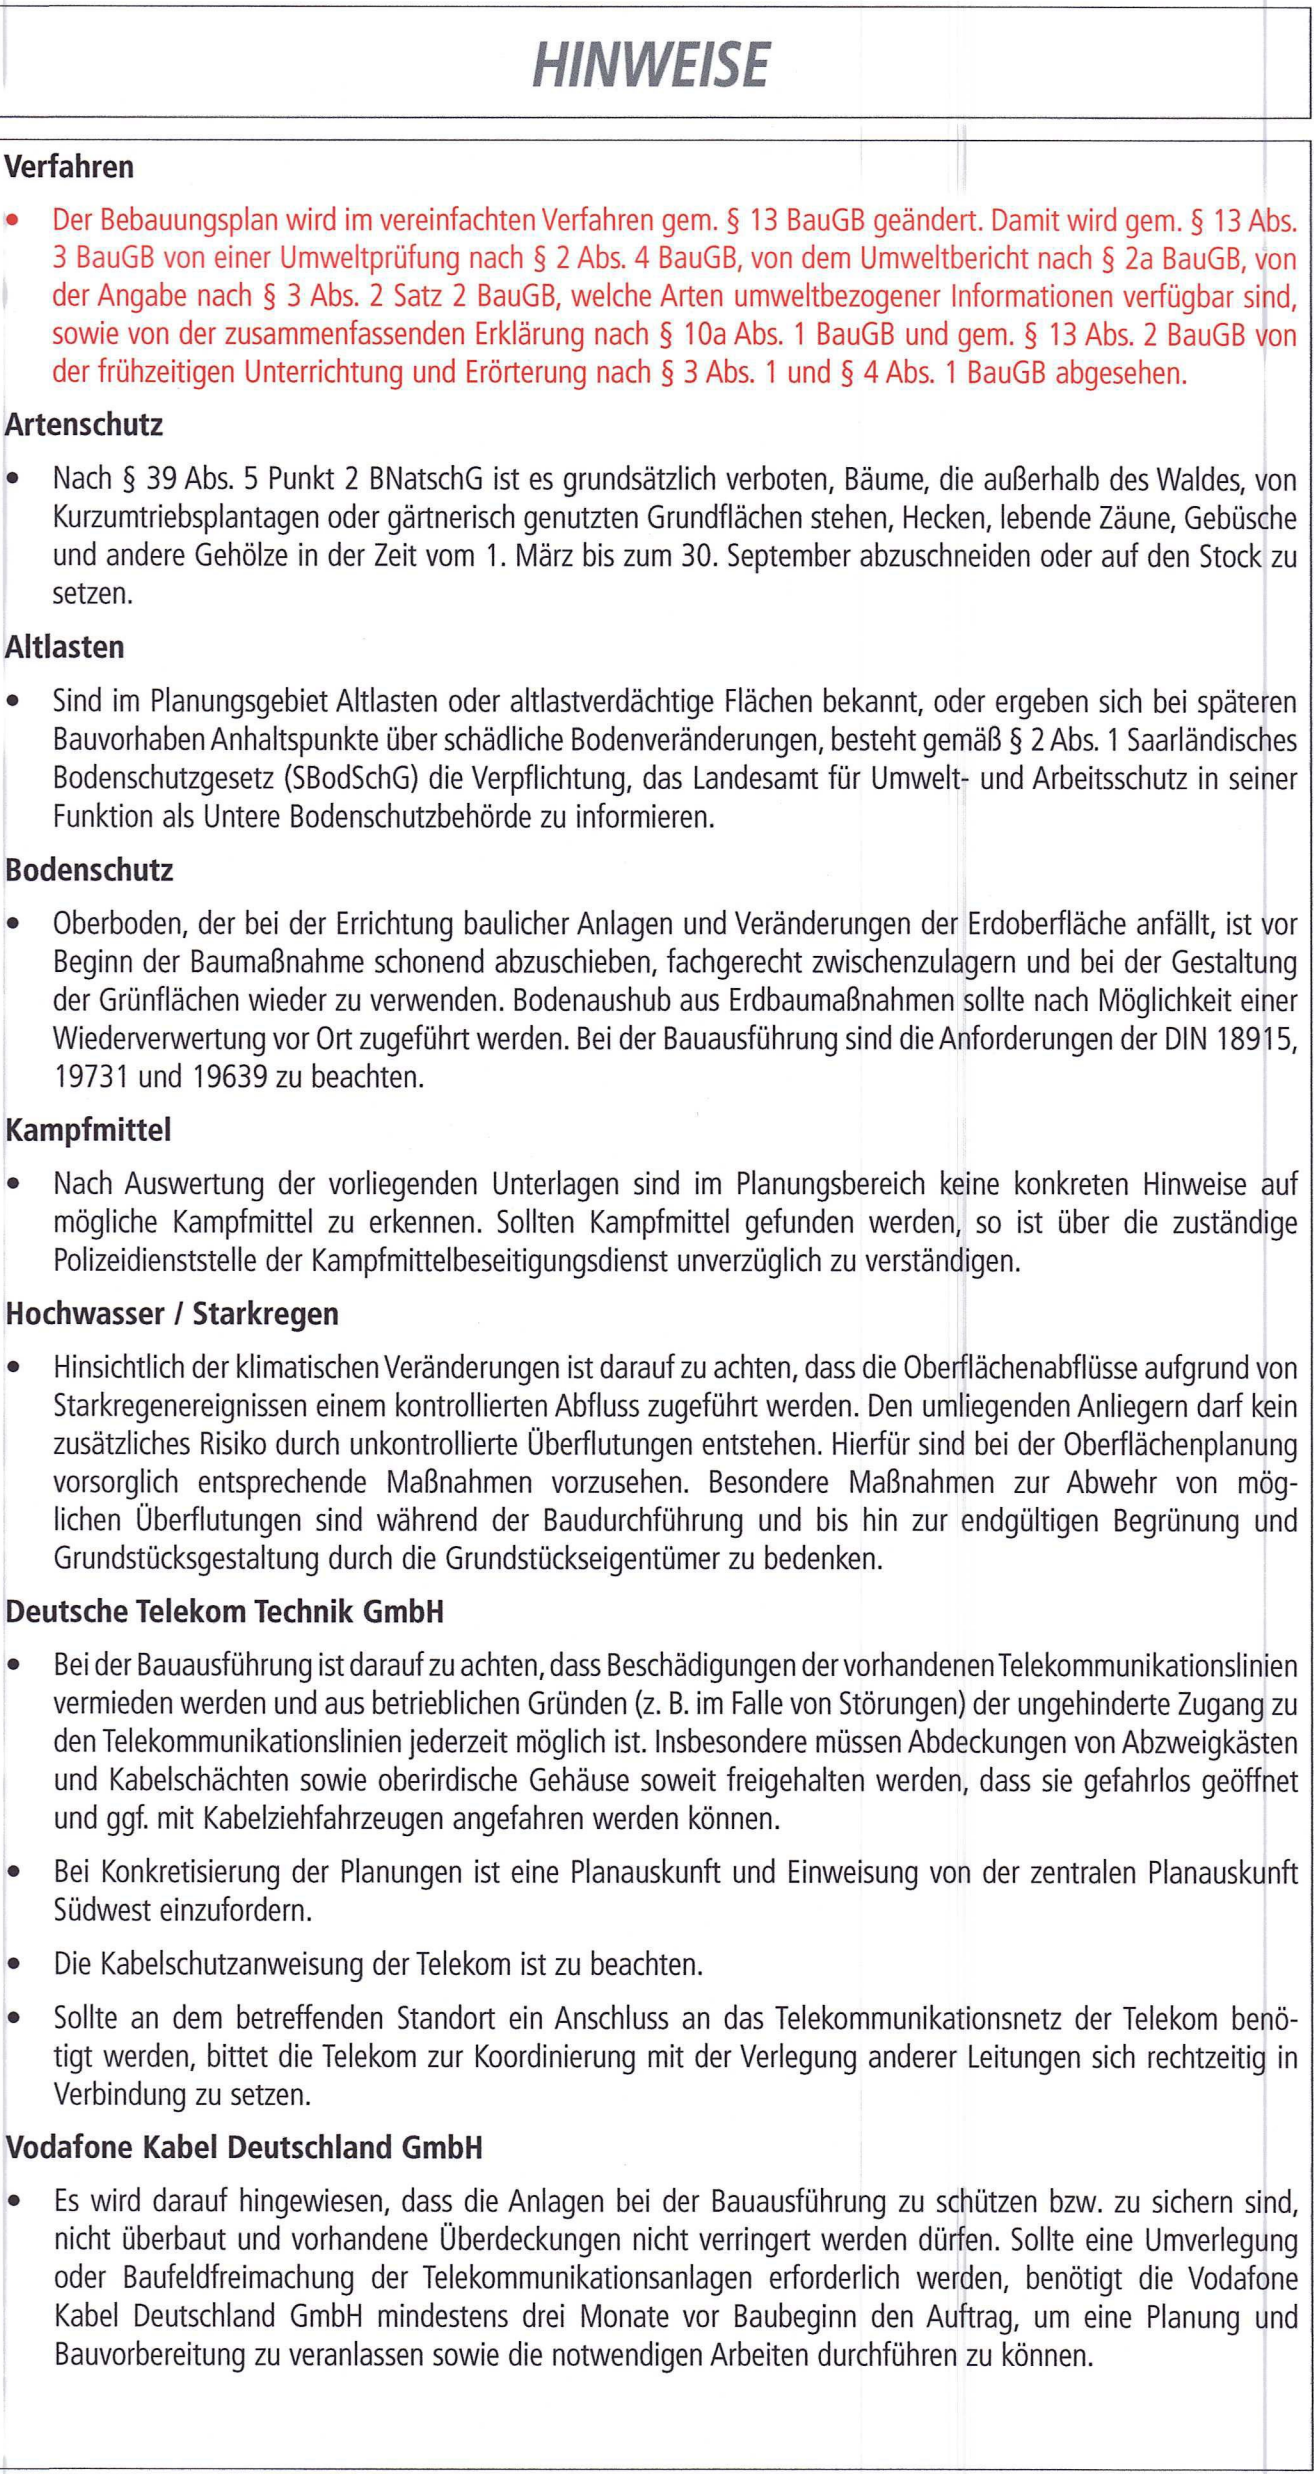 HINWEISE
Verfahren
• Der Bebauungsplan wird im vereinfachten Verfahren gem. § 13 BauGB geändert. Damit wird gem. § 13 Abs.
3 BauGB von einer Umweltprüfung nach § 2 Abs. 4 BauGB, von dem Umweltbericht nach § 2a BauGB, von
der Angabe nach § 3 Abs. 2 Satz 2 BauGB, welche Arten umweltbezogener Informationen verfügbar sind,
sowie von der zusammenfassenden Erklärung nach § 10a Abs. 1 BauGB und gem. § 13 Abs. 2 BauGB von
der frühzeitigen Unterrichtung und Erörterung nach § 3 Abs. 1 und § 4 Abs. 1 BauGB abgesehen.
Artenschutz
• Nach § 39 Abs. 5 Punkt 2 BNatschG ist es grundsätzlich verboten, Bäume, die außerhalb des Waldes, von
Kurzumtriebsplantagen oder gärtnerisch genutzten Grundflächen stehen, Hecken, lebende Zäune, Gebüsche
und andere Gehölze in der Zeit vom 1. März bis zum 30. September abzuschneiden oder auf den Stock zu
setzen.
Altlasten
• Sind im Planungsgebiet Altlasten oder altlastverdächtige Flächen bekannt, oder ergeben sich bei späteren
Bauvorhaben Anhaltspunkte über schädliche Bodenveränderungen, besteht gemäß § 2 Abs. 1 Saarländisches
Bodenschutzgesetz (SBodSchG) die Verpflichtung, das Landesamt für Umwelt- und Arbeitsschutz in seiner
Funktion als Untere Bodenschutzbehörde zu informieren.
Bodenschutz
• Oberboden, der bei der Errichtung baulicher Anlagen und Veränderungen der Erdoberfläche anfällt, ist vor
Beginn der Baumaßnahme schonend abzuschieben, fachgerecht zwischenzulagern und bei der Gestaltung
der Grünflächen wieder zu verwenden. Bodenaushub aus Erdbaumaßnahmen sollte nach Möglichkeit einer
Wiederverwertung vor Ort zugeführt werden. Bei der Bauausführung sind die Anforderungen der DIN 18915,
19731 und 19639 zu beachten.
Kampfmittel
• Nach Auswertung der vorliegenden Unterlagen sind im Planungsbereich keine konkreten Hinweise auf
mögliche Kampfmittel zu erkennen. Sollten Kampfmittel gefunden werden, so ist über die zuständige
Polizeidienststelle der Kampfmittelbeseitigungsdienst unverzüglich zu verständigen.
Hochwasser / Starkregen
• Hinsichtlich der klimatischen Veränderungen ist darauf zu achten, dass die Oberflächenabflüsse aufgrund von
Starkregenereignissen einem kontrollierten Abfluss zugeführt werden. Den umliegenden Anliegern darf kein
zusätzliches Risiko durch unkontrollierte Überflutungen entstehen. Hierfür sind bei der Oberflächenplanung
vorsorglich entsprechende Maßnahmen vorzusehen. Besondere Maßnahmen zur Abwehr von mög-
lichen Überflutungen sind während der Baudurchführung und bis hin zur endgültigen Begrünung und
Grundstücksgestaltung durch die Grundstückseigentümer zu bedenken.
Deutsche Telekom Technik GmbH
• Bei der Bauausführung ist darauf zu achten, dass Beschädigungen der vorhandenen Telekommunikationslinien
vermieden werden und aus betrieblichen Gründen (z. B. im Falle von Störungen) der ungehinderte Zugang zu
den Telekommunikationslinien jederzeit möglich ist. Insbesondere müssen Abdeckungen von Abzweigkästen
und Kabelschächten sowie oberirdische Gehäuse soweit freigehalten werden, dass sie gefahrlos geöffnet
und ggf. mit Kabelziehfahrzeugen angefahren werden können.
• Bei Konkretisierung der Planungen ist eine Planauskunft und Einweisung von der zentralen Planauskunft
Südwest einzufordern.
• Die Kabelschutzanweisung der Telekom ist zu beachten.
• Sollte an dem betreffenden Standort ein Anschluss an das Telekommunikationsnetz der Telekom benö-
tigt werden, bittet die Telekom zur Koordinierung mit der Verlegung anderer Leitungen sich rechtzeitig in
Verbindung zu setzen.
Vodafone Kabel Deutschland GmbH
• Es wird darauf hingewiesen, dass die Anlagen bei der Bauausführung zu schützen bzw. zu sichern sind,
nicht überbaut und vorhandene Überdeckungen nicht verringert werden dürfen. Sollte eine Umverlegung
oder Baufeldfreimachung der Telekommunikationsanlagen erforderlich werden, benötigt die Vodafone
Kabel Deutschland GmbH mindestens drei Monate vor Baubeginn den Auftrag, um eine Planung und
Bauvorbereitung zu veranlassen sowie die notwendigen Arbeiten durchführen zu können.